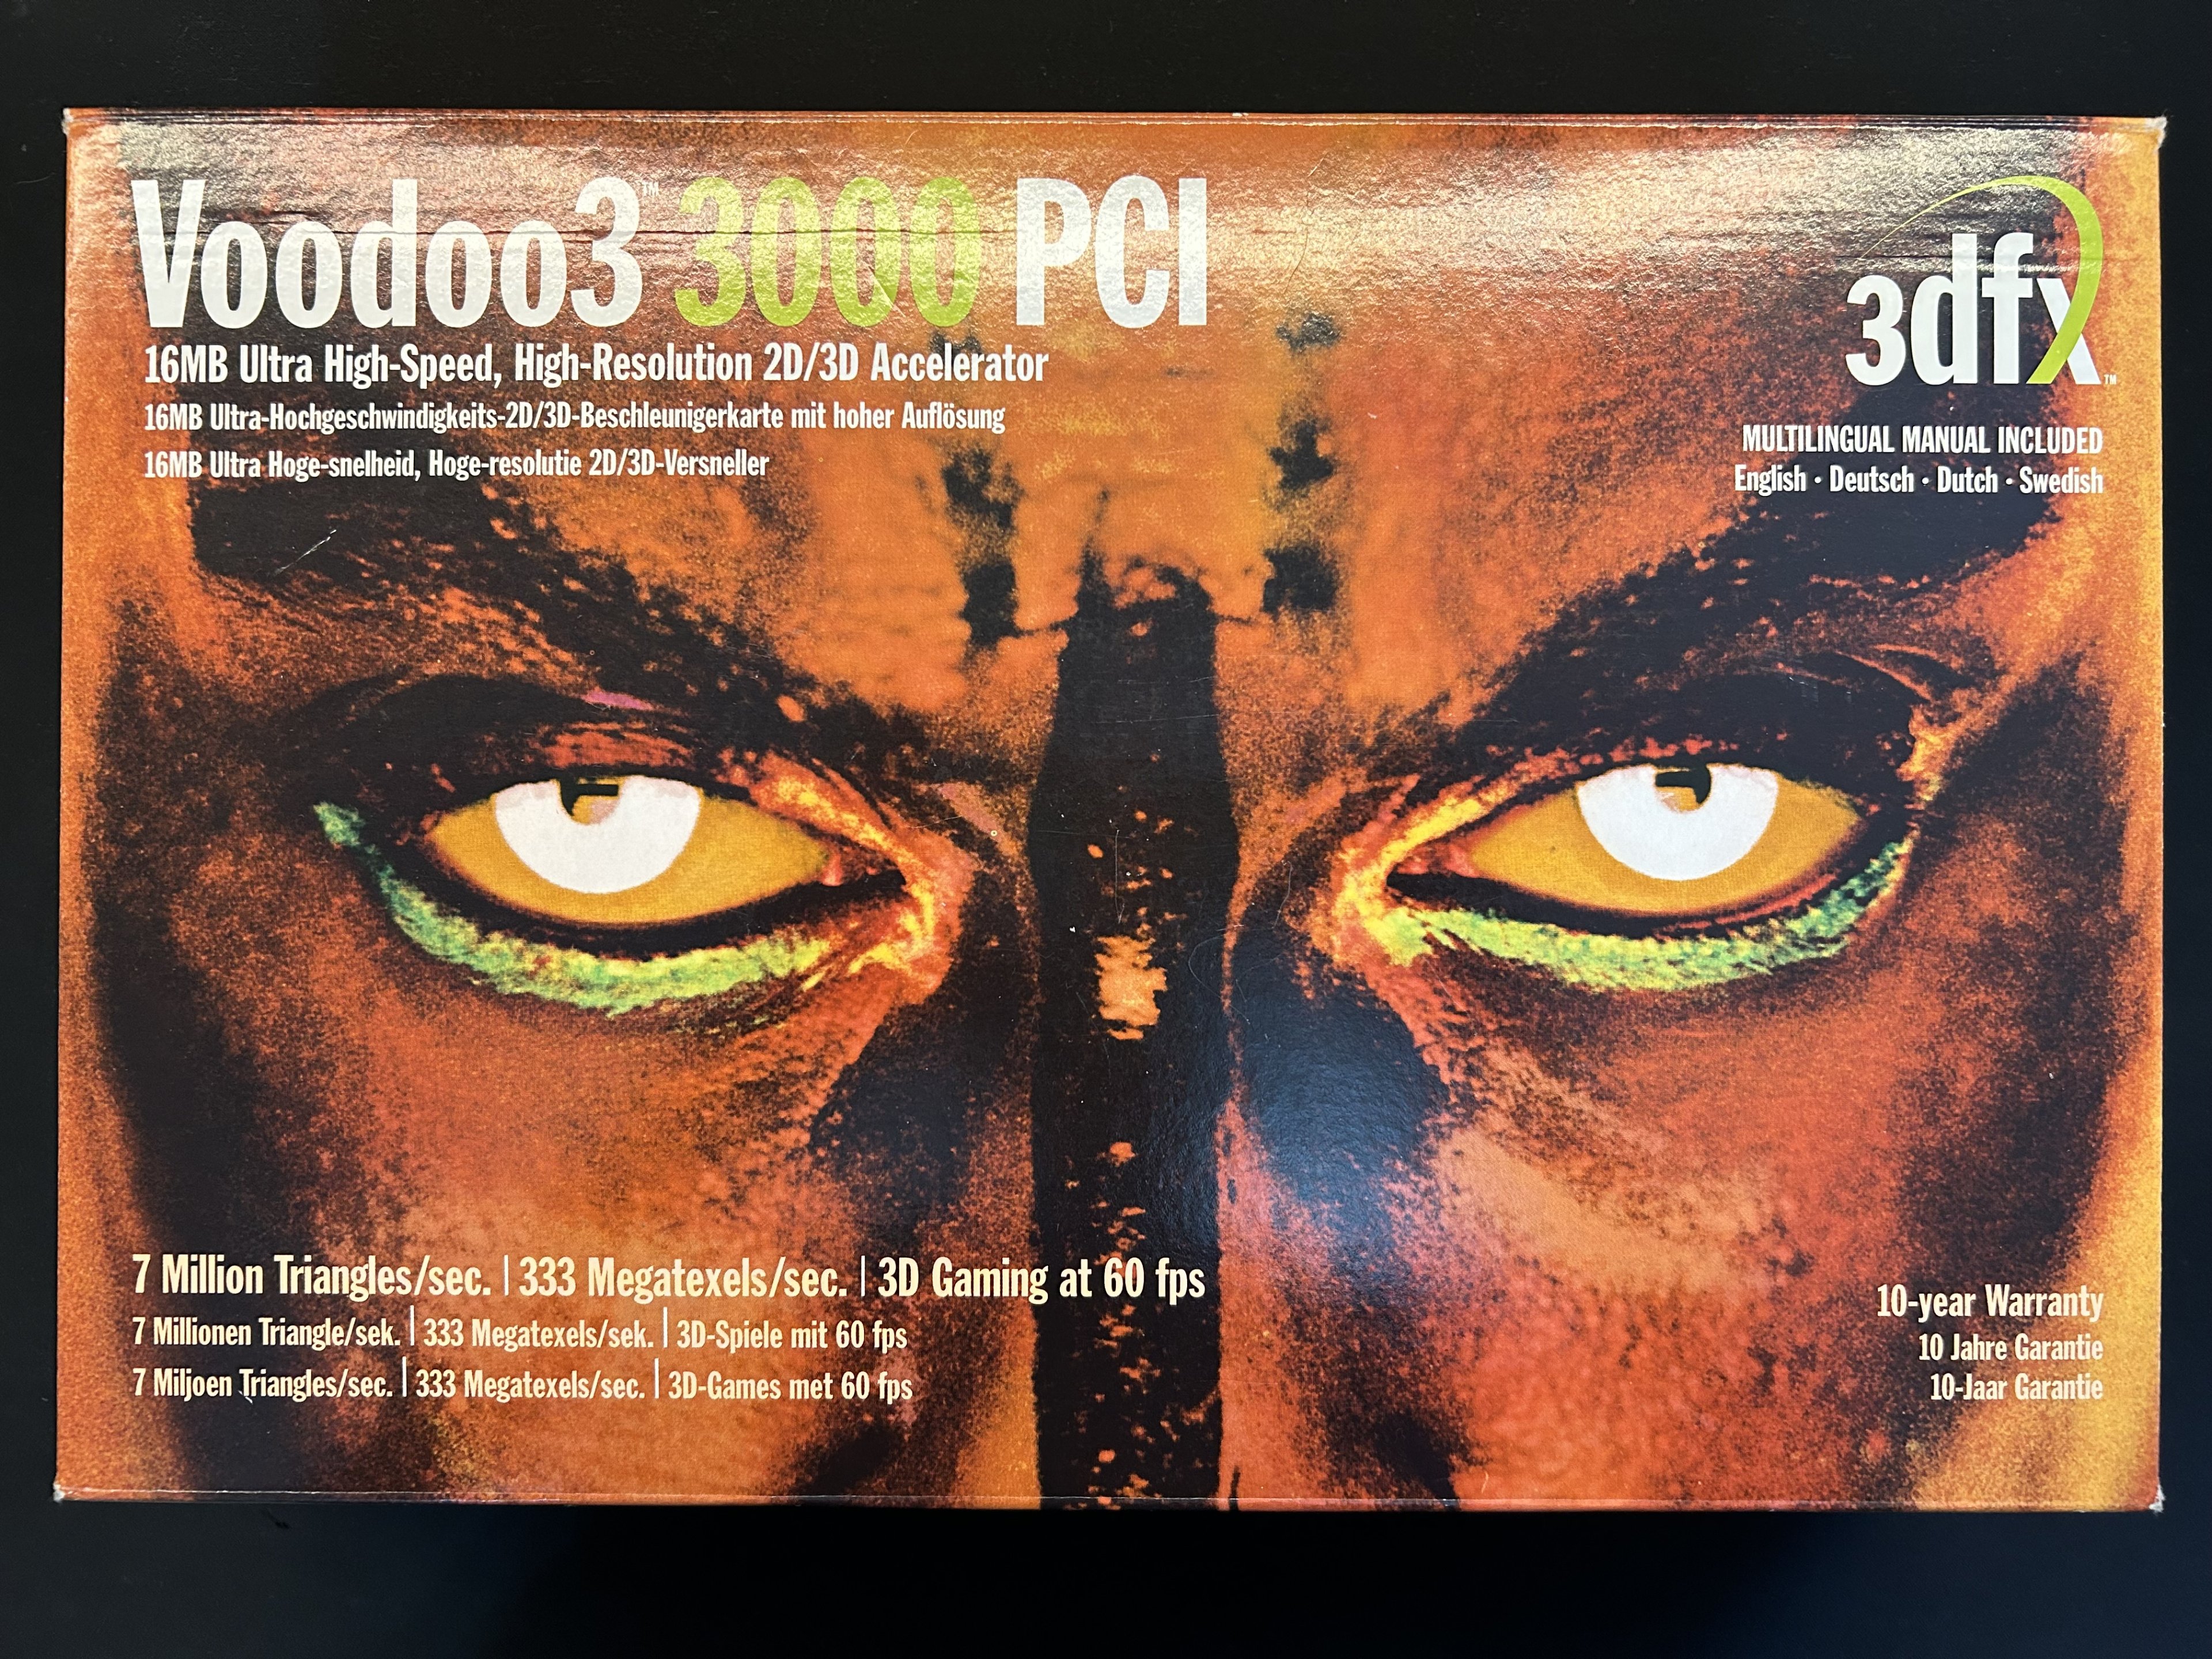 Voodoo3™ 3000 PCI
16MB Ultra High-Speed, High-Resolution 2D/3D Accelerator
16MB Ultra-Hochgeschwindigkeits-2D/3D-Beschleunigerkarte mit hoher Auflösung
16MB Ultra Hoge-snelheid, Hoge-resolutie 2D/3D-Versneller
3dfx™
MULTILINGUAL MANUAL INCLUDED
English · Deutsch · Dutch · Swedish
7 Million Triangles/sec. | 333 Megatexels/sec. | 3D Gaming at 60 fps
7 Millionen Triangle/sek. | 333 Megatexels/sek. | 3D-Spiele mit 60 fps
7 Miljoen Triangles/sec. | 333 Megatexels/sec. | 3D-Games met 60 fps
10-year Warranty
10 Jahre Garantie
10-Jaar Garantie